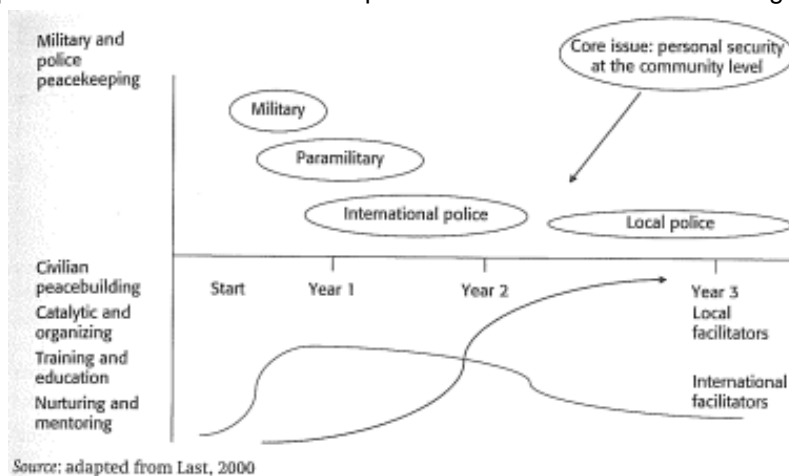 Military and
police
peacekeeping
Core issue: personal security
at the community level
Military
Paramilitary
International police
Local police
Civilian
peacebuilding
Start
Year 1
Year 2
Year 3
Catalytic and
organizing
Local
facilitators
Training and
education
International
facilitators
Nurturing and
mentoring
Source: adapted from Last, 2000